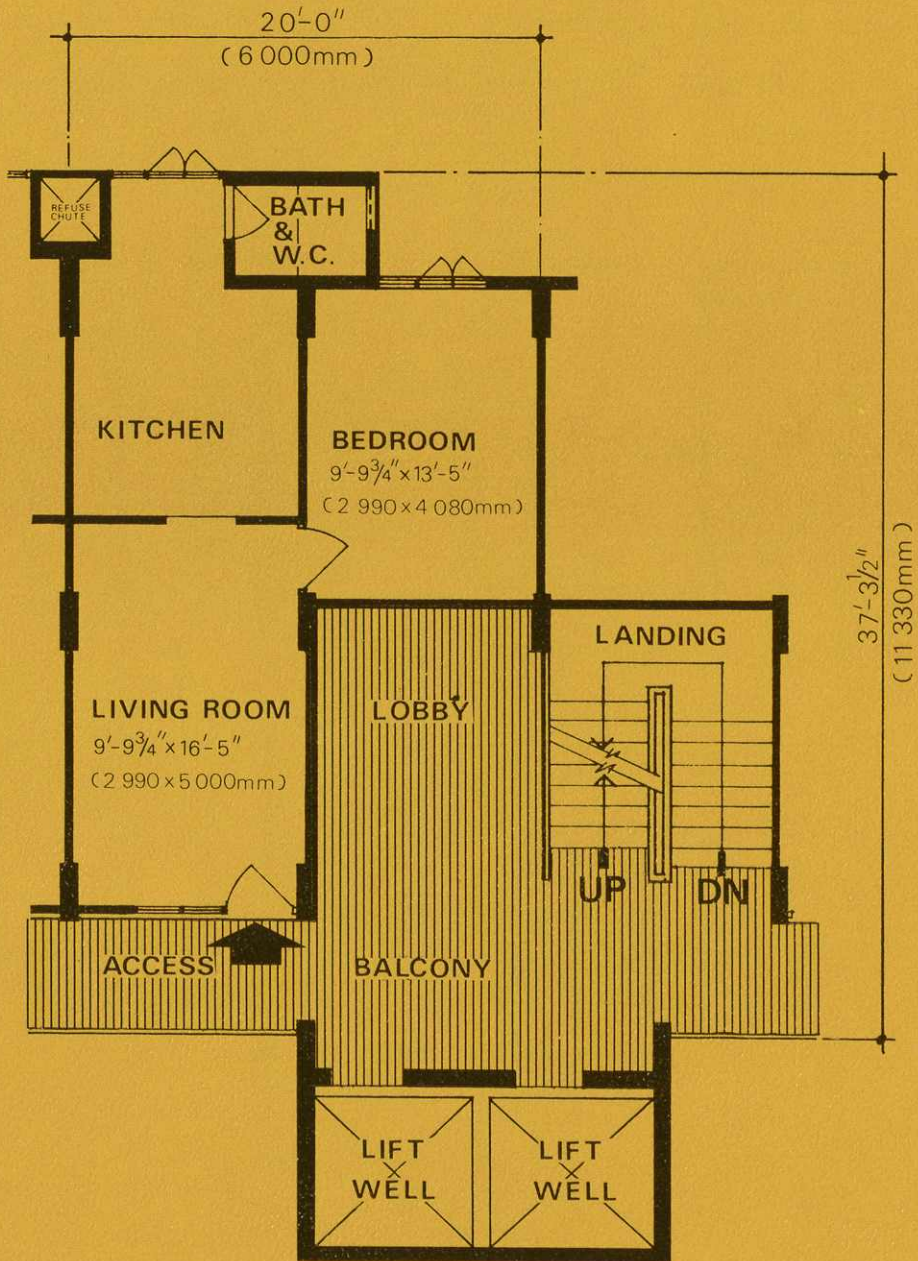 20'-0"
(6 000mm)
REFUSE
CHUTE
BATH
&
W.C.
KITCHEN
BEDROOM
9'-9¾"×13'-5"
(2 990×4 080mm)
37'-3½"
(11 330mm)
LANDING
LIVING ROOM
9'-9¾"×16'-5"
(2 990×5 000mm)
LOBBY
UP
DN
ACCESS
BALCONY
LIFT
WELL
LIFT
WELL